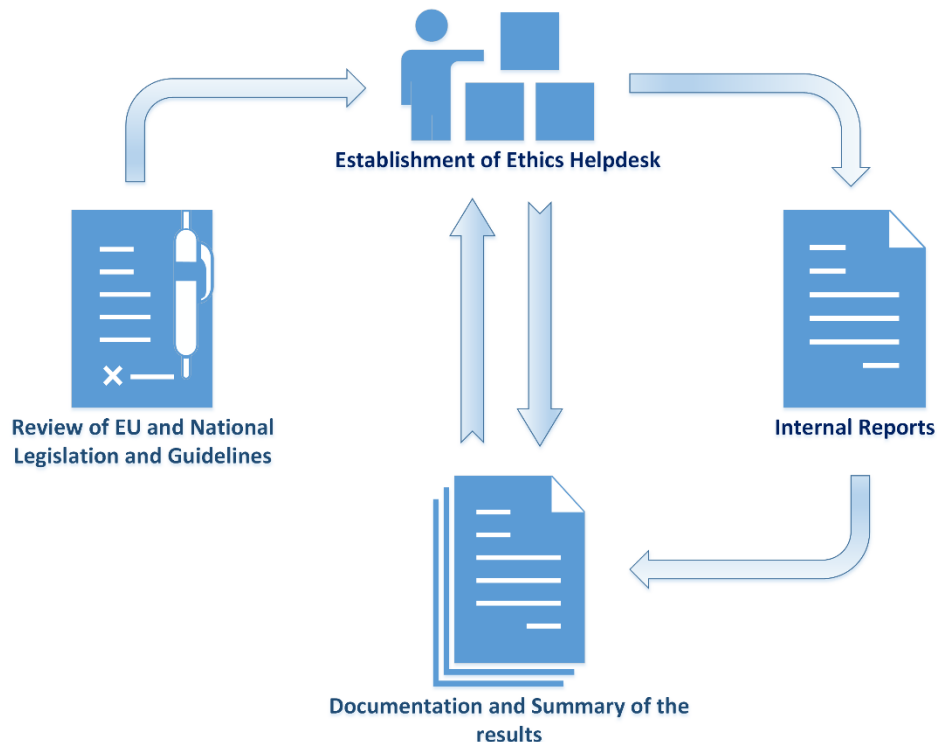 Establishment of Ethics Helpdesk
Review of EU and National
Legislation and Guidelines
Internal Reports
Documentation and Summary of the
results